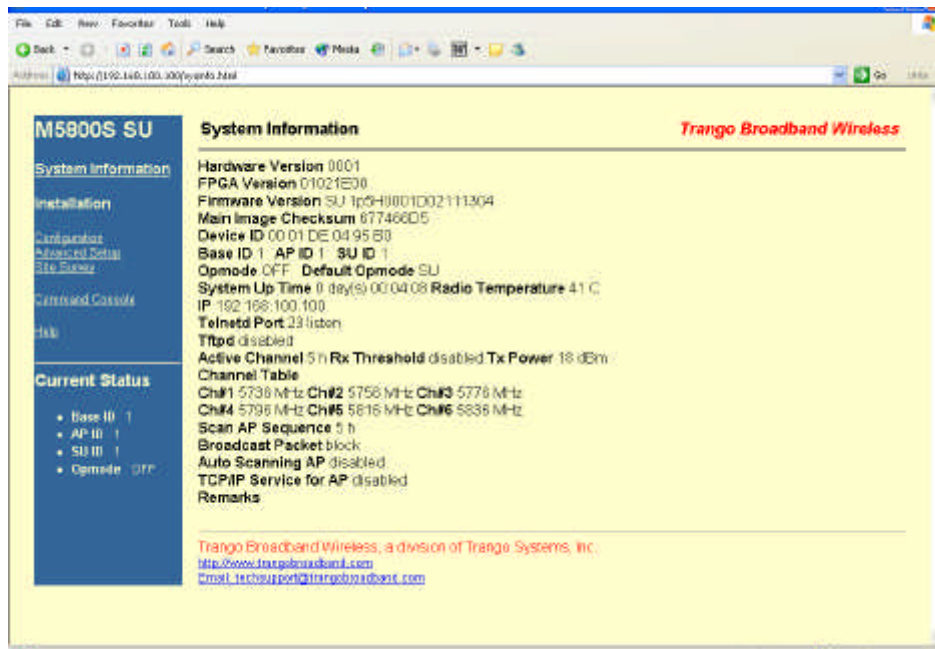 File Edit View Favorites Tools Help
Back Search Favorites Media
http://192.168.100.100/sysinfo.html Go Links
M5800S SU
System Information
Installation
Configuration
Advanced Setup
Site Survey
Command Console
Help
Current Status
Base ID 1
AP ID 1
SU ID 1
Opmode OFF
System Information
Trango Broadband Wireless
Hardware Version 0001
FPGA Version 01021E00
Firmware Version SU 1p5H0001D02111304
Main Image Checksum 677466D5
Device ID 00 01 DE 04 95 B0
Base ID 1 AP ID 1 SU ID 1
Opmode OFF Default Opmode SU
System Up Time 0 day(s) 00:04:08 Radio Temperature 41 C
IP 192.168.100.100
Telnetd Port 23 listen
Tftpd disabled
Active Channel 5 h Rx Threshold disabled Tx Power 18 dBm
Channel Table
Ch#1 5736 MHz Ch#2 5756 MHz Ch#3 5776 MHz
Ch#4 5796 MHz Ch#5 5816 MHz Ch#6 5836 MHz
Scan AP Sequence 5 h
Broadcast Packet block
Auto Scanning AP disabled
TCP/IP Service for AP disabled
Remarks
Trango Broadband Wireless, a division of Trango Systems, Inc.
http://www.trangobroadband.com
Email: techsupport@trangobroadband.com